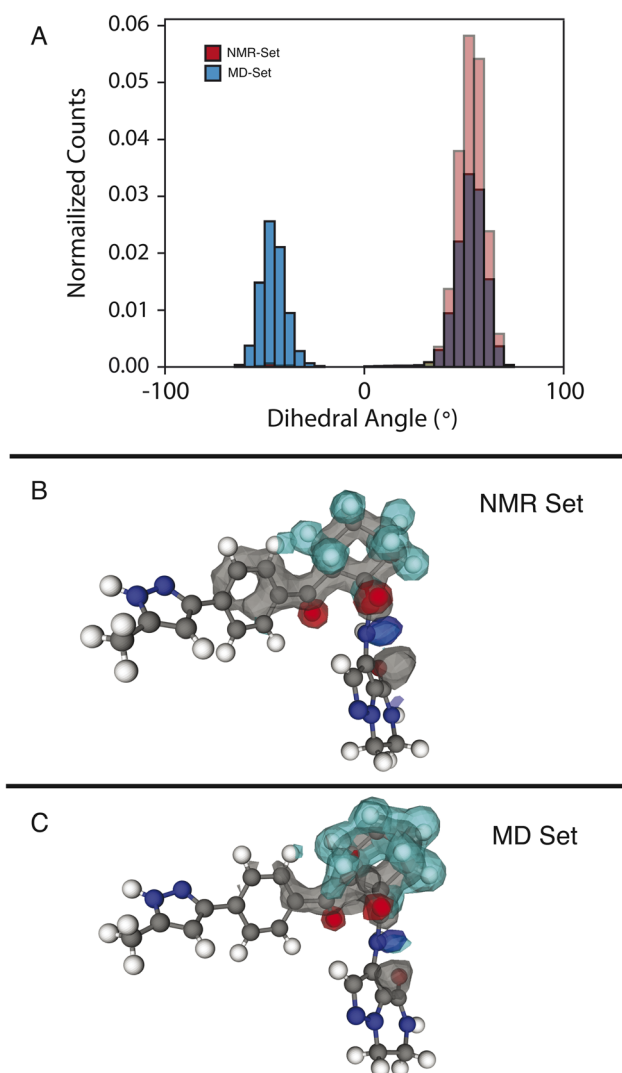 A
0.06
0.05
0.04
0.03
0.02
0.01
0.00
Normailized Counts
NMR-Set
MD-Set
-100
0
100
Dihedral Angle (°)
B
NMR Set
C
MD Set